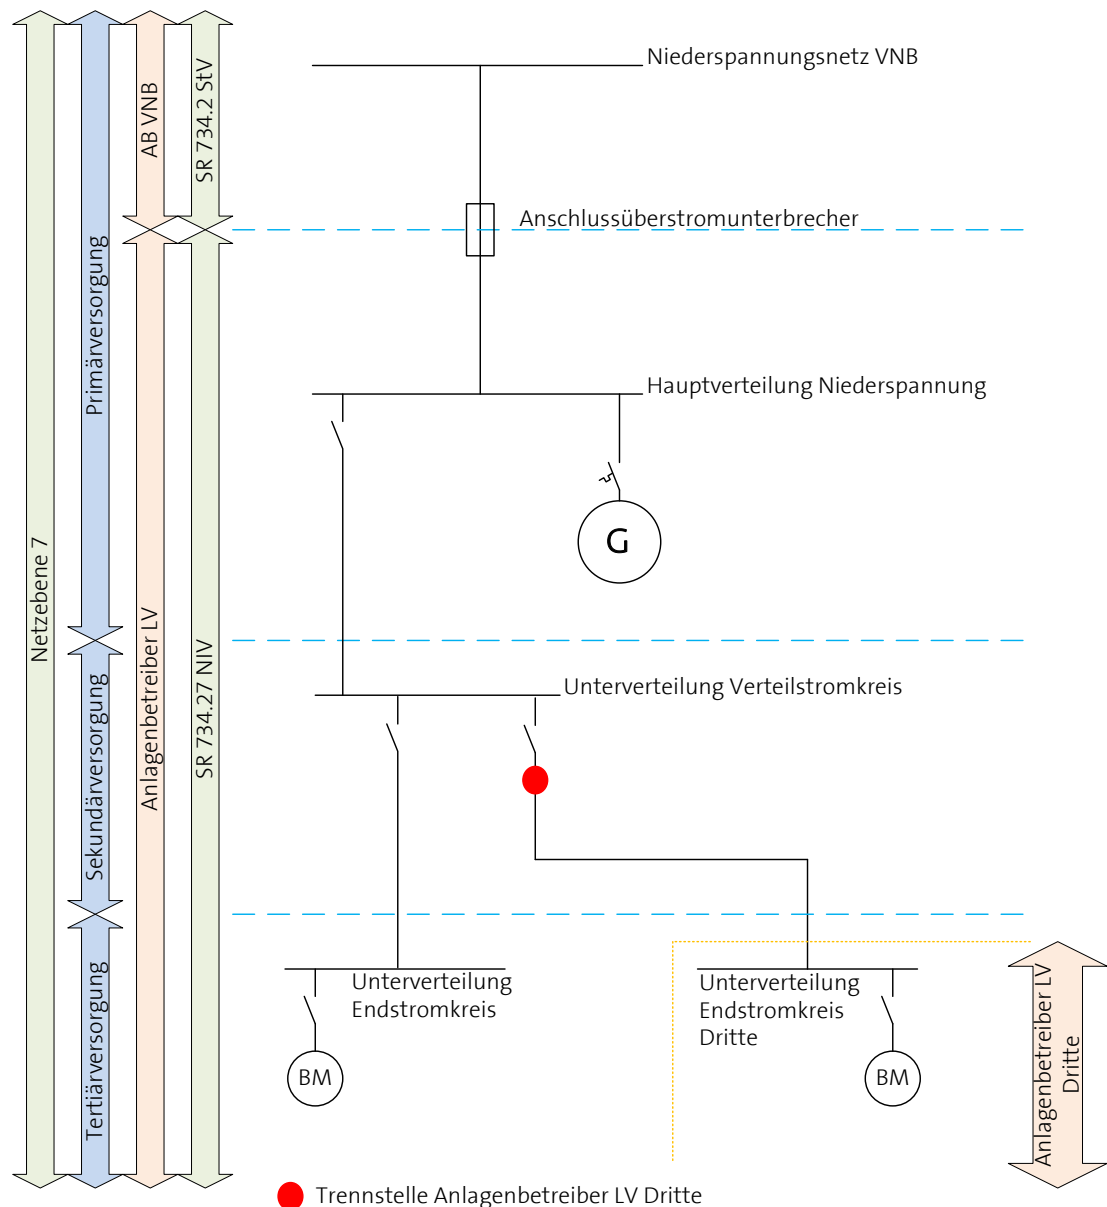 Netzebene 7
Primärversorgung
Sekundärversorgung
Tertiärversorgung
AB VNB
Anlagenbetreiber LV
SR 734.2 StV
SR 734.27 NIV
Niederspannungsnetz VNB
Anschlussüberstromunterbrecher
Hauptverteilung Niederspannung
G
Unterverteilung Verteilstromkreis
Unterverteilung
Endstromkreis
BM
Unterverteilung
Endstromkreis
Dritte
BM
Anlagenbetreiber LV
Dritte
Trennstelle Anlagenbetreiber LV Dritte